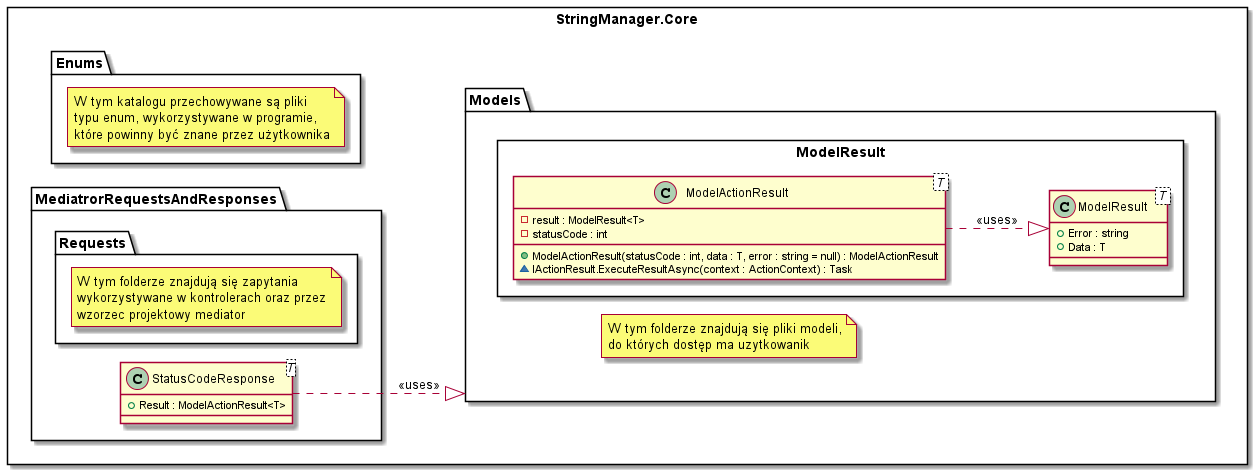 StringManager.Core
Enums
W tym katalogu przechowywane są pliki
typu enum, wykorzystywane w programie,
które powinny być znane przez użytkownika
MediatrorRequestsAndResponses
Requests
W tym folderze znajdują się zapytania
wykorzystywane w kontrolerach oraz przez
wzorzec projektowy mediator
C StatusCodeResponse
T
Result : ModelActionResult<T>
«uses»
Models
ModelResult
C ModelActionResult
T
result : ModelResult<T>
statusCode : int
ModelActionResult(statusCode : int, data : T, error : string = null) : ModelActionResult
IActionResult.ExecuteResultAsync(context : ActionContext) : Task
«uses»
C ModelResult
T
Error : string
Data : T
W tym folderze znajdują się pliki modeli,
do których dostęp ma uzytkowanik